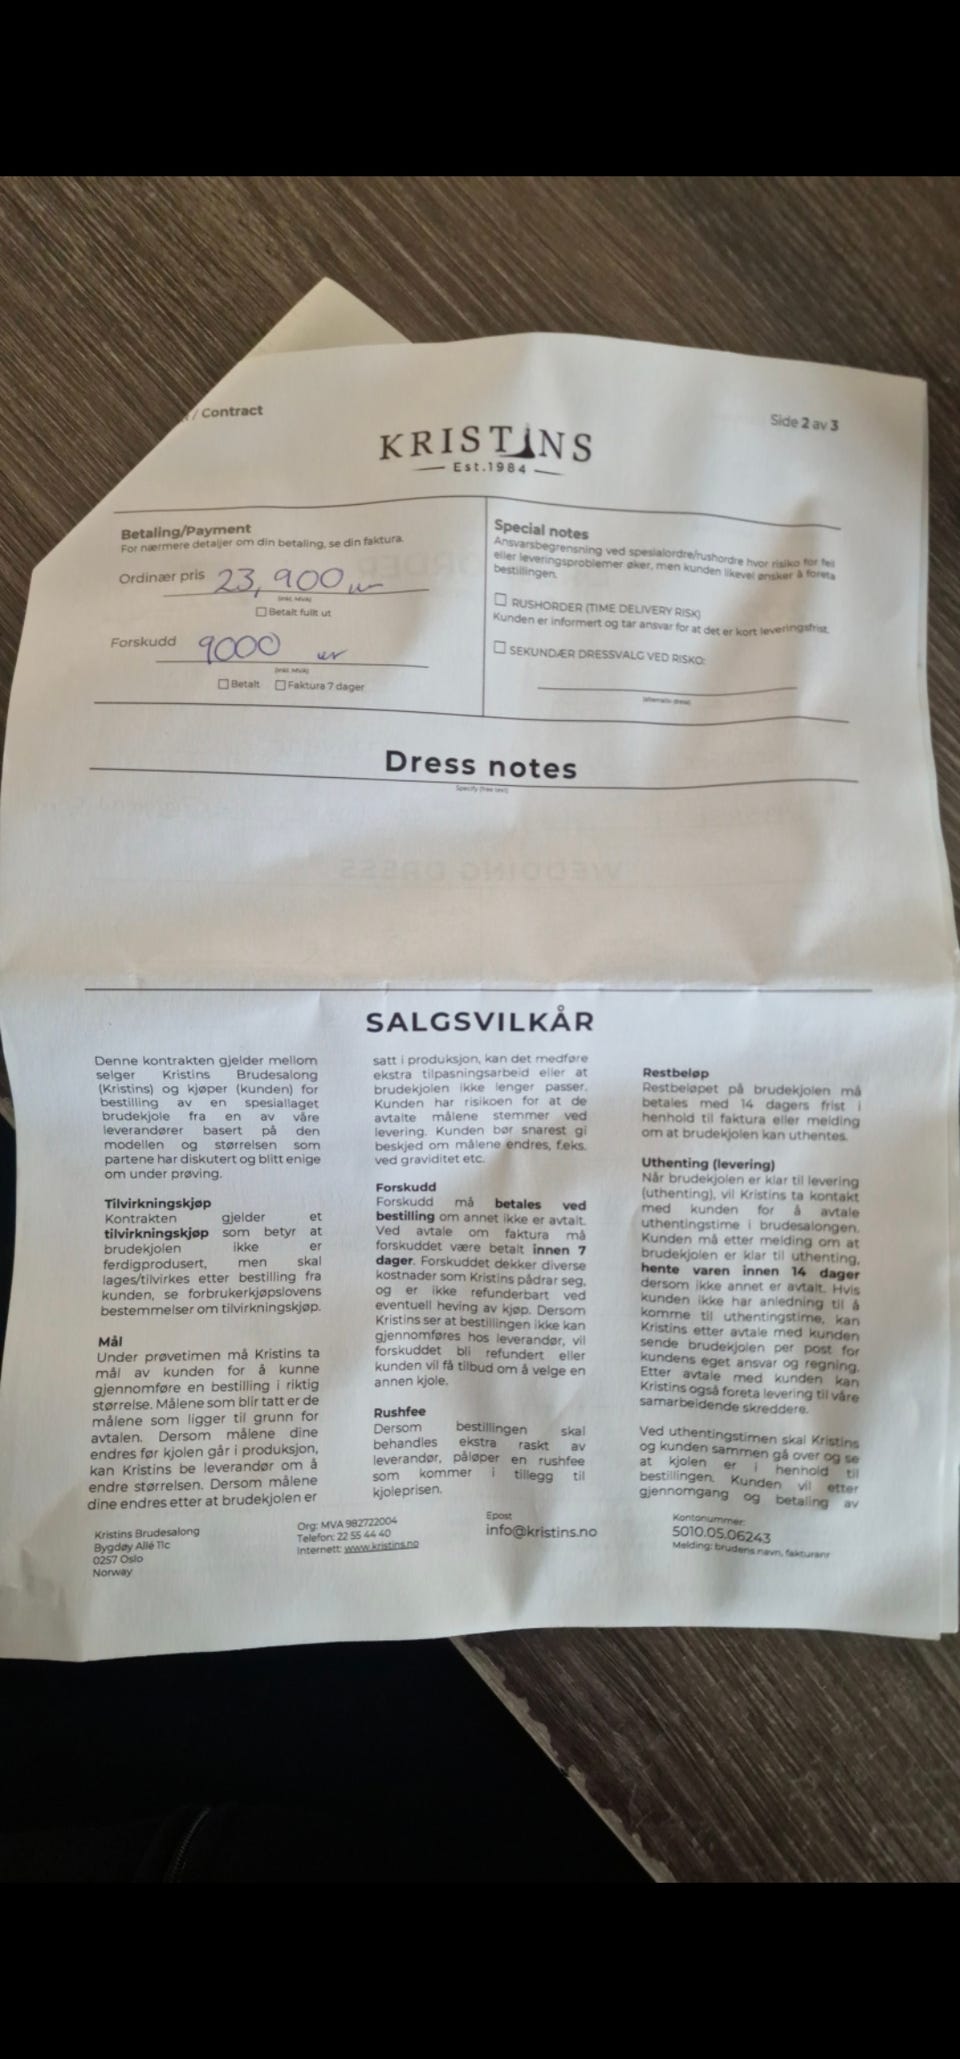 / Contract
Side 2 av 3
KRISTINS
Est.1984
Betaling/Payment
For nærmere detaljer om din betaling, se din faktura.
Ordinær pris 23,900
(inkl. MVA)
Betalt fullt ut
Forskudd 9000
(inkl. MVA)
Betalt Faktura 7 dager
Special notes
Ansvarsbegrensning ved spesialordre/rushordre hvor risiko for feil
eller leveringsproblemer øker, men kunden likevel ønsker å foreta
bestillingen.
RUSHORDER (TIME DELIVERY RISK)
Kunden er informert og tar ansvar for at det er kort leveringsfrist.
SEKUNDÆR DRESSVALG VED RISKO:
(alternativ dress)
Dress notes
Specify (free text)
WEDDING DRESS
SALGSVILKÅR
Denne kontrakten gjelder mellom
selger Kristins Brudesalong
(Kristins) og kjøper (kunden) for
bestilling av en spesiallaget
brudekjole fra en av våre
leverandører basert på den
modellen og størrelsen som
partene har diskutert og blitt enige
om under prøving.
Tilvirkningskjøp
Kontrakten gjelder et
tilvirkningskjøp som betyr at
brudekjolen ikke er
ferdigprodusert, men skal
lages/tilvirkes etter bestilling fra
kunden, se forbrukerkjøpslovens
bestemmelser om tilvirkningskjøp.
Mål
Under prøvetimen må Kristins ta
mål av kunden for å kunne
gjennomføre en bestilling i riktig
størrelse. Målene som blir tatt er de
målene som ligger til grunn for
avtalen. Dersom målene dine
endres før kjolen går i produksjon,
kan Kristins be leverandør om å
endre størrelsen. Dersom målene
dine endres etter at brudekjolen er
satt i produksjon, kan det medføre
ekstra tilpasningsarbeid eller at
brudekjolen ikke lenger passer.
Kunden har risikoen for at de
avtalte målene stemmer ved
levering. Kunden bør snarest gi
beskjed om målene endres, f.eks.
ved graviditet etc.
Forskudd
Forskudd må betales ved
bestilling om annet ikke er avtalt.
Ved avtale om faktura må
forskuddet være betalt innen 7
dager. Forskuddet dekker diverse
kostnader som Kristins pådrar seg,
og er ikke refunderbart ved
eventuell heving av kjøp. Dersom
Kristins ser at bestillingen ikke kan
gjennomføres hos leverandør, vil
forskuddet bli refundert eller
kunden vil få tilbud om å velge en
annen kjole.
Rushfee
Dersom bestillingen skal
behandles ekstra raskt av
leverandør, påløper en rushfee
som kommer i tillegg til
kjoleprisen.
Restbeløp
Restbeløpet på brudekjolen må
betales med 14 dagers frist i
henhold til faktura eller melding
om at brudekjolen kan uthentes.
Uthenting (levering)
Når brudekjolen er klar til levering
(uthenting), vil Kristins ta kontakt
med kunden for å avtale
uthentingstime i brudesalongen.
Kunden må etter melding om at
brudekjolen er klar til uthenting,
hente varen innen 14 dager
dersom ikke annet er avtalt. Hvis
kunden ikke har anledning til å
komme til uthentingstime, kan
Kristins etter avtale med kunden
sende brudekjolen per post for
kundens eget ansvar og regning.
Etter avtale med kunden kan
Kristins også foreta levering til våre
samarbeidende skreddere.
Ved uthentingstimen skal Kristins
og kunden sammen gå over og se
at kjolen er i henhold til
bestillingen. Kunden vil etter
gjennomgang og betaling av
Kristins Brudesalong
Bygdøy Allé 11c
0257 Oslo
Norway
Org: MVA 982722004
Telefon: 22 55 44 40
Internett: www.kristins.no
Epost
info@kristins.no
Kontonummer:
5010.05.06243
Melding: brudens navn, fakturanr